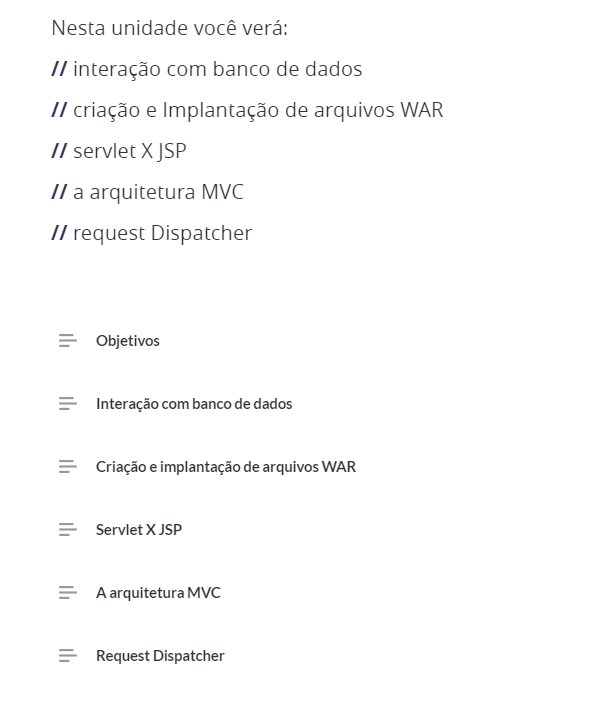 Nesta unidade você verá:
// interação com banco de dados
// criação e Implantação de arquivos WAR
// servlet X JSP
// a arquitetura MVC
// request Dispatcher
Objetivos
Interação com banco de dados
Criação e implantação de arquivos WAR
Servlet X JSP
A arquitetura MVC
Request Dispatcher